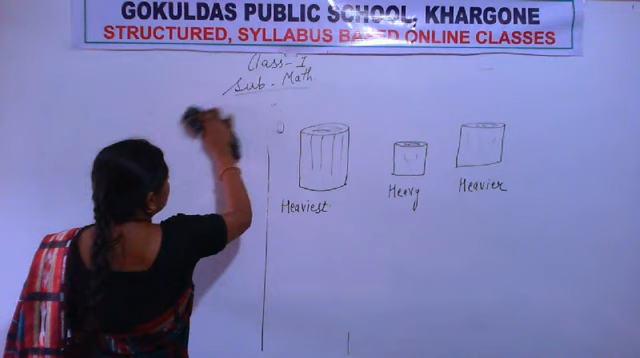 GOKULDAS PUBLIC SCHOOL, KHARGONE
STRUCTURED, SYLLABUS BASED ONLINE CLASSES
Class - I
Sub - Math
Heaviest
Heavy
Heavier